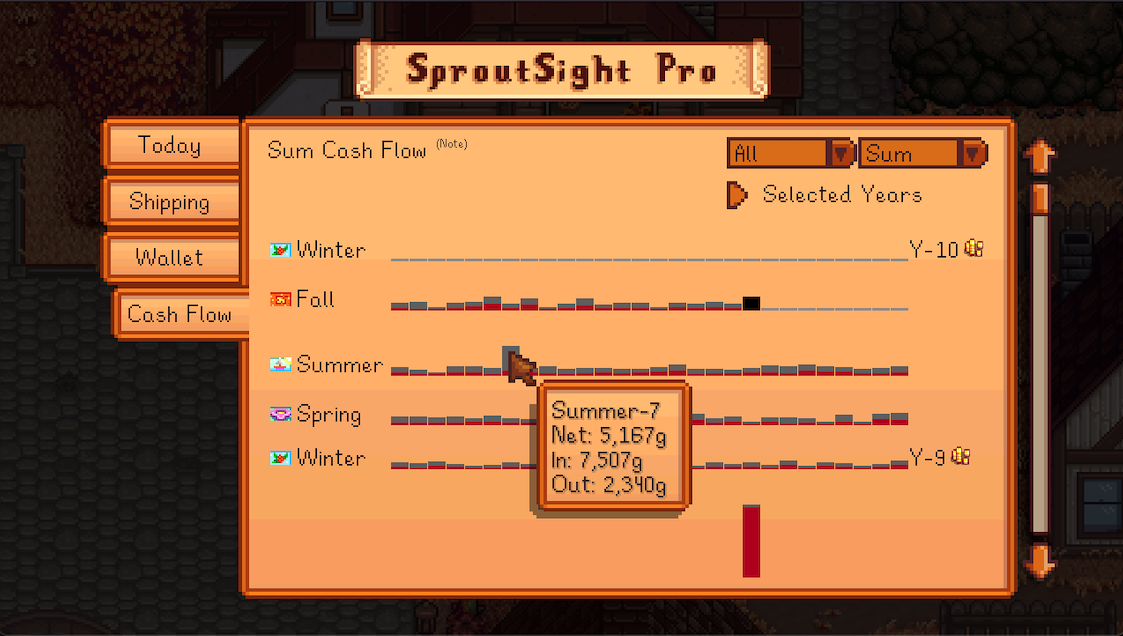 SproutSight Pro
Today
Shipping
Wallet
Cash Flow
Sum Cash Flow (Note)
All
Sum
Selected Years
Winter
Y-10
Fall
Summer
Spring
Winter
Y-9
Summer-7
Net: 5,167g
In: 7,507g
Out: 2,340g